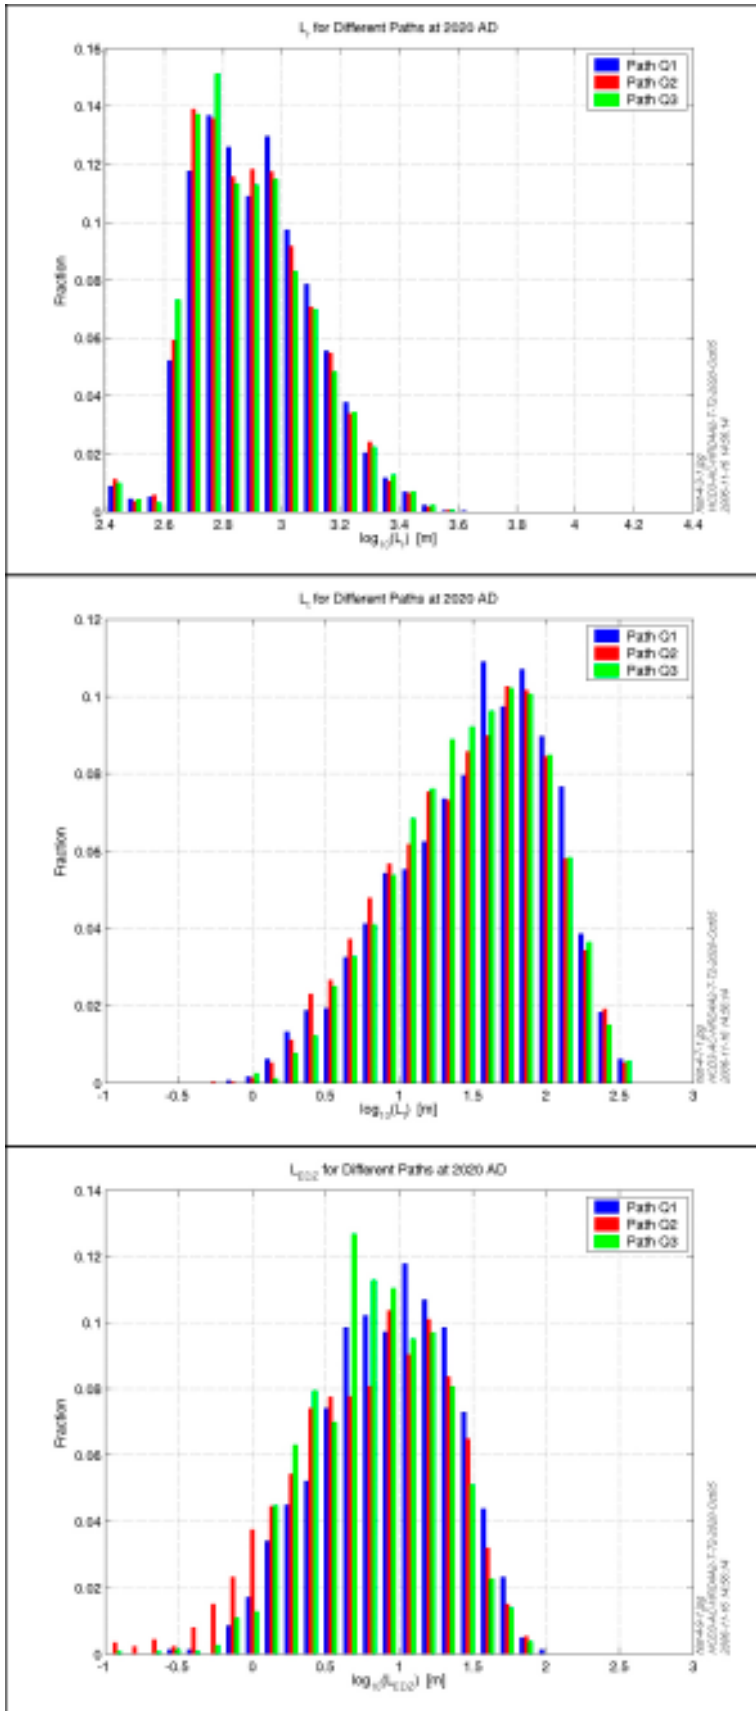 L_r for Different Paths at 2020 AD
0.16
0.14
0.12
0.1
0.08
0.06
0.04
0.02
0
Fraction
Path Q1
Path Q2
Path Q3
2.4 2.6 2.8 3 3.2 3.4 3.6 3.8 4 4.2 4.4
log10(L_r) [m]
L_t for Different Paths at 2020 AD
0.12
0.1
0.08
0.06
0.04
0.02
0
Fraction
Path Q1
Path Q2
Path Q3
-1 -0.5 0 0.5 1 1.5 2 2.5 3
[m]
L_EDZ for Different Paths at 2020 AD
0.14
0.12
0.1
0.08
0.06
0.04
0.02
0
Fraction
Path Q1
Path Q2
Path Q3
-1 -0.5 0 0.5 1 1.5 2 2.5 3
log10(L_EDZ) [m]